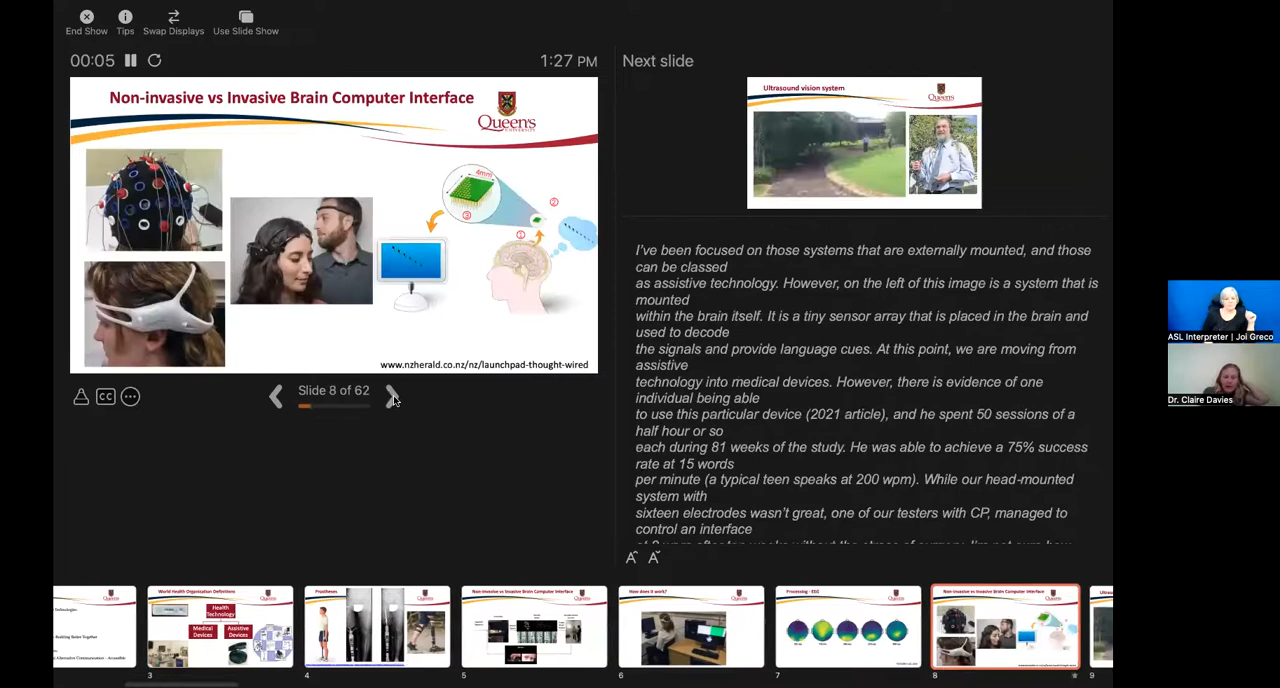 End Show
Tips
Swap Displays
Use Slide Show
00:05
1:27 PM
Next slide
Non-invasive vs Invasive Brain Computer Interface
Queen's
UNIVERSITY
4mm
①
②
③
www.nzherald.co.nz/nz/launchpad-thought-wired
Ultrasound vision system
Queen's
CC
Slide 8 of 62
I've been focused on those systems that are externally mounted, and those
can be classed
as assistive technology. However, on the left of this image is a system that is
mounted
within the brain itself. It is a tiny sensor array that is placed in the brain and
used to decode
the signals and provide language cues. At this point, we are moving from
assistive
technology into medical devices. However, there is evidence of one
individual being able
to use this particular device (2021 article), and he spent 50 sessions of a
half hour or so
each during 81 weeks of the study. He was able to achieve a 75% success
rate at 15 words
per minute (a typical teen speaks at 200 wpm). While our head-mounted
system with
sixteen electrodes wasn't great, one of our testers with CP, managed to
control an interface
ASL Interpreter | Joi Greco
Dr. Claire Davies
World Health Organisation Definitions
Health
Technology
Medical
Devices
Assistive
Devices
3
Prostheses
4
Non-invasive vs Invasive Brain Computer Interface
5
How does it work?
6
Processing - EEG
7
Non-invasive vs Invasive Brain Computer Interface
8
9